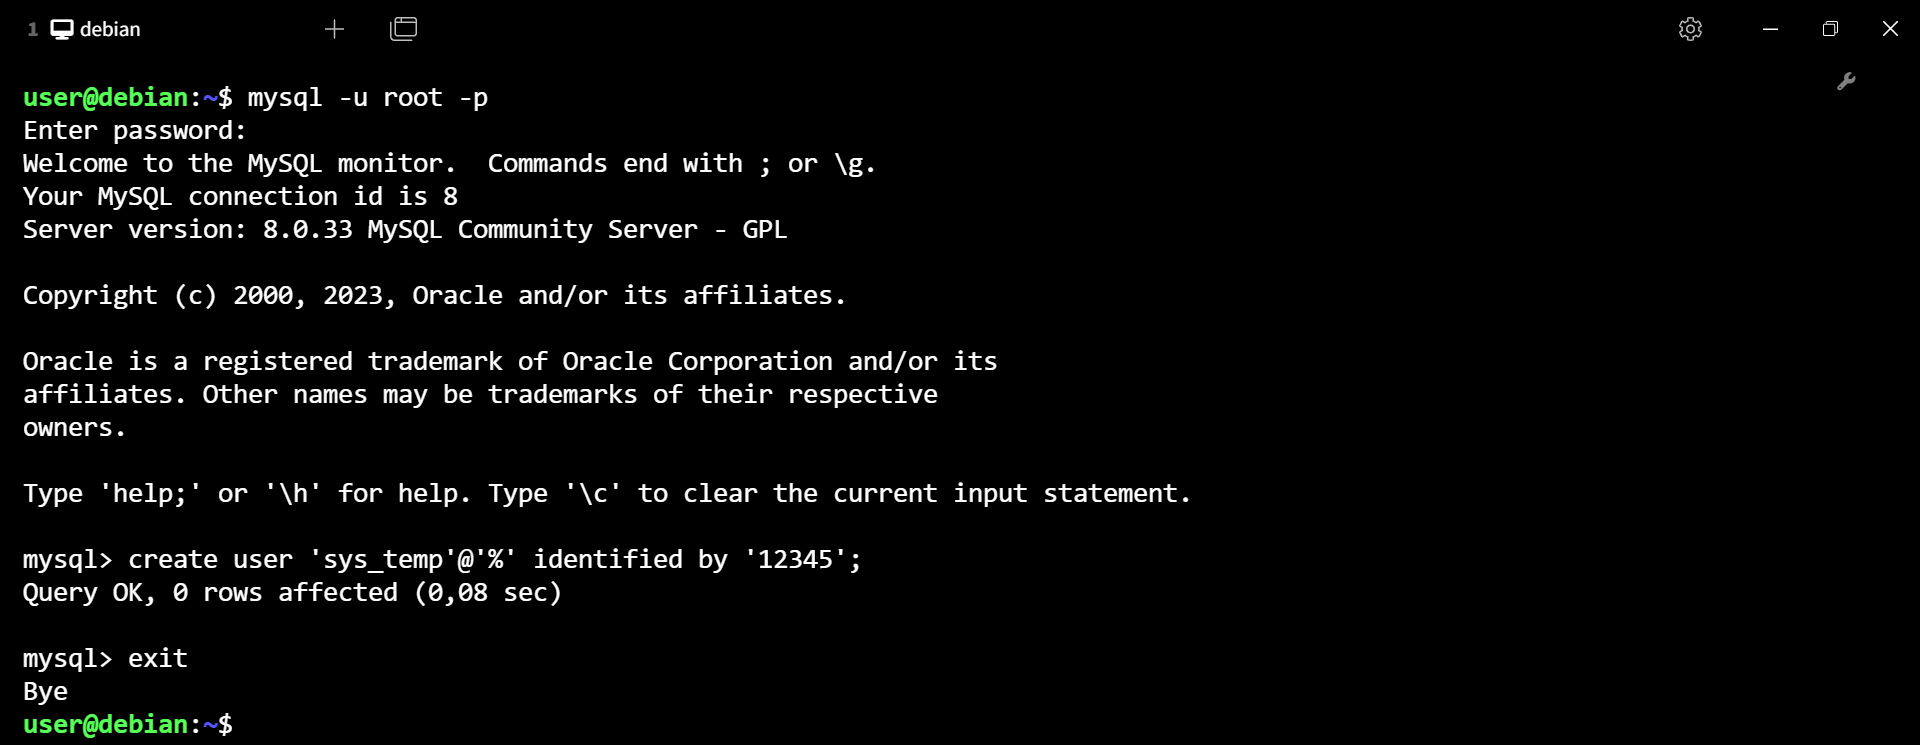 1 debian
user@debian:~$ mysql -u root -p
Enter password:
Welcome to the MySQL monitor.  Commands end with ; or \g.
Your MySQL connection id is 8
Server version: 8.0.33 MySQL Community Server - GPL
Copyright (c) 2000, 2023, Oracle and/or its affiliates.
Oracle is a registered trademark of Oracle Corporation and/or its
affiliates. Other names may be trademarks of their respective
owners.
Type 'help;' or '\h' for help. Type '\c' to clear the current input statement.
mysql> create user 'sys_temp'@'%' identified by '12345';
Query OK, 0 rows affected (0,08 sec)
mysql> exit
Bye
user@debian:~$